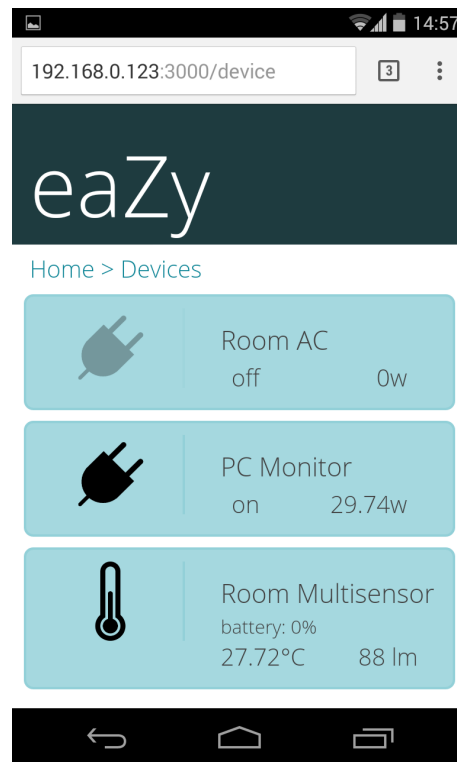 14:57
192.168.0.123:3000/device
3
eaZy
Home > Devices
Room AC
off 0w
PC Monitor
on 29.74w
Room Multisensor
battery: 0%
27.72°C 88 lm